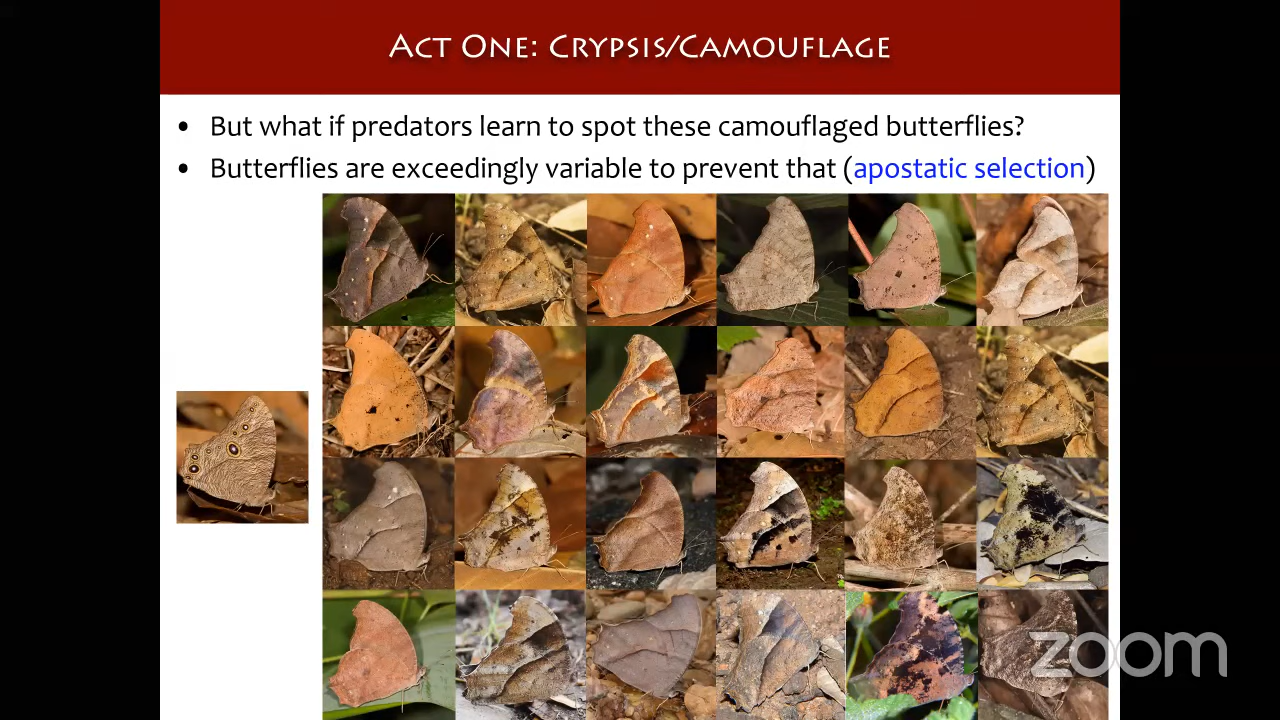 Act One: Crypsis/Camouflage
• But what if predators learn to spot these camouflaged butterflies?
• Butterflies are exceedingly variable to prevent that (apostatic selection)
zoom